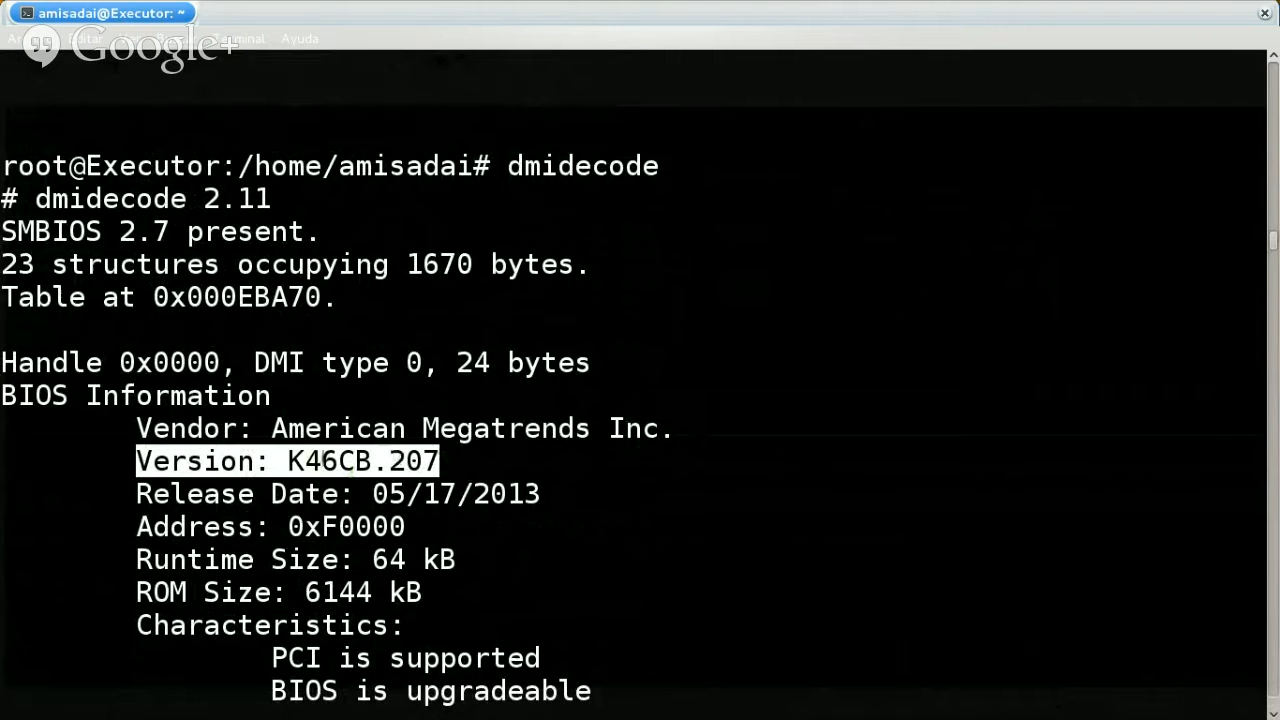 amisadai@Executor: ~
Google+
Terminal Ayuda
root@Executor:/home/amisadai# dmidecode
# dmidecode 2.11
SMBIOS 2.7 present.
23 structures occupying 1670 bytes.
Table at 0x000EBA70.
Handle 0x0000, DMI type 0, 24 bytes
BIOS Information
Vendor: American Megatrends Inc.
Version: K46CB.207
Release Date: 05/17/2013
Address: 0xF0000
Runtime Size: 64 kB
ROM Size: 6144 kB
Characteristics:
PCI is supported
BIOS is upgradeable